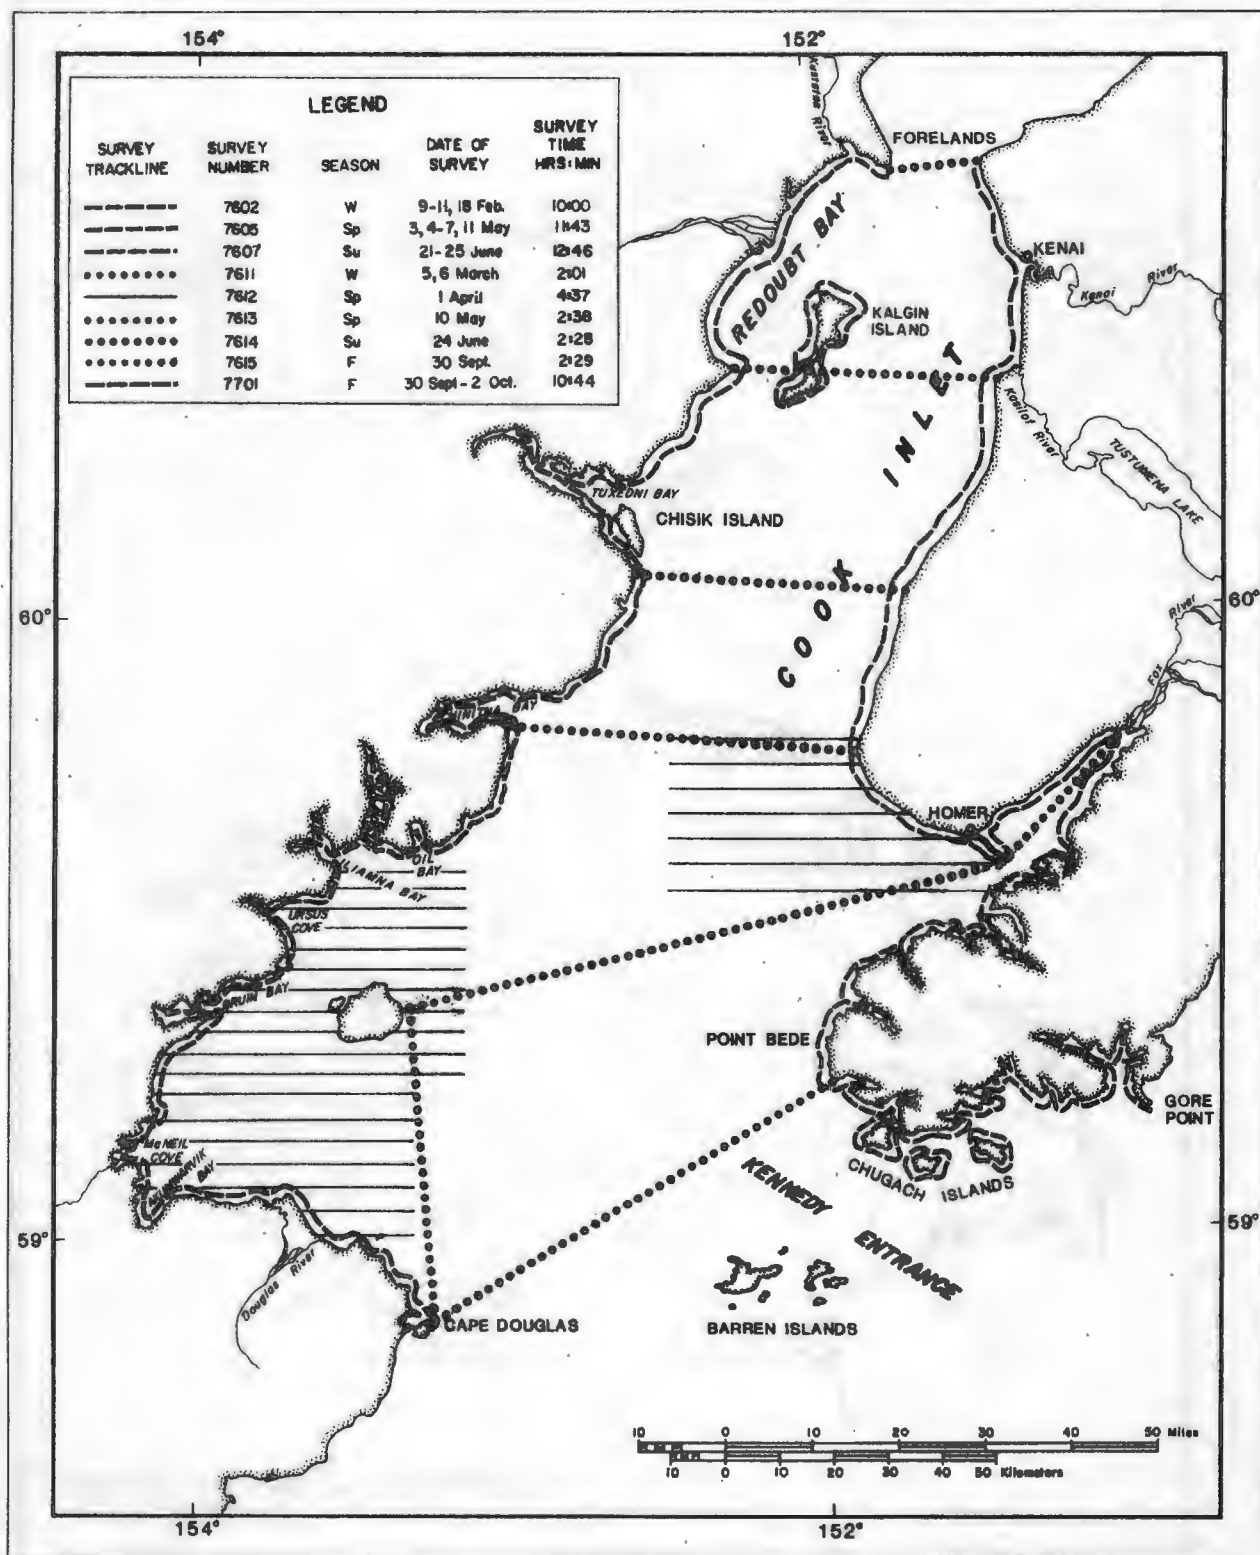 154° 152°
LEGEND
SURVEY TRACKLINE SURVEY NUMBER SEASON DATE OF SURVEY SURVEY TIME HRS:MIN
7602 W 9-11, 18 Feb. 10:00
7605 Sp 3, 4-7, 11 May 11:43
7607 Su 21-25 June 12:46
7611 W 5, 6 March 2:01
7612 Sp 1 April 4:37
7613 Sp 10 May 2:38
7614 Su 24 June 2:28
7615 F 30 Sept. 2:29
7701 F 30 Sept - 2 Oct. 10:44
River
FORELANDS
REDOUBT BAY
KENAI
Kenai River
KALGIN
ISLAND
COOK INLET
Kasilof River
TUSTUMENA
LAKE
TUXEDNI BAY
CHISIK ISLAND
60° 60°
Fox River
BAY
HOMER
OIL
BAY
ILIAMNA BAY
URSUS
COVE
BRUIN BAY
POINT BEDE
GORE
POINT
McNEIL
COVE
BAY
CHUGACH ISLANDS
KENNEDY ENTRANCE
59° 59°
Douglas River
BARREN ISLANDS
CAPE DOUGLAS
10 0 10 20 30 40 50 Miles
10 0 10 20 30 40 50 Kilometers
154° 152°